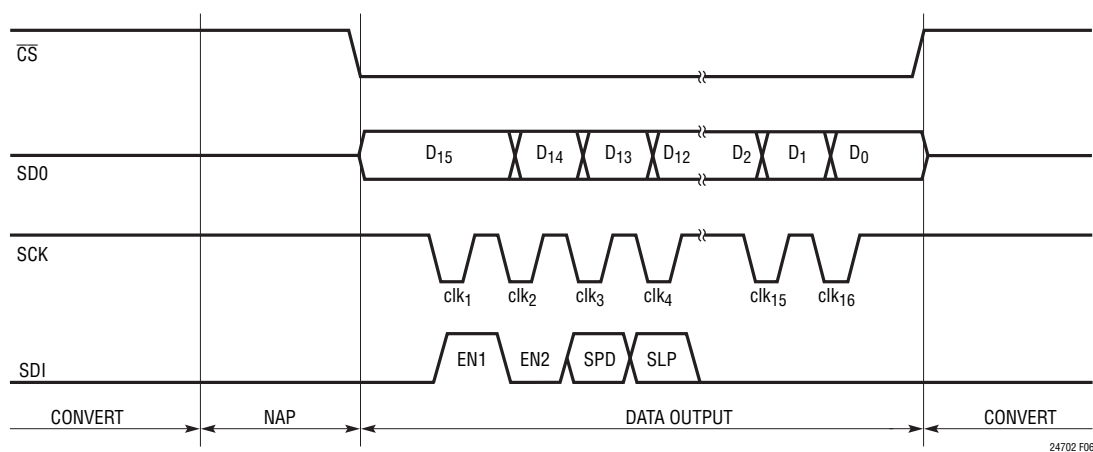 C̅S̅
SD0
D₁₅ D₁₄ D₁₃ D₁₂ D₂ D₁ D₀
SCK
clk₁ clk₂ clk₃ clk₄ clk₁₅ clk₁₆
SDI
EN1 EN2 SPD SLP
CONVERT NAP DATA OUTPUT CONVERT
24702 F06